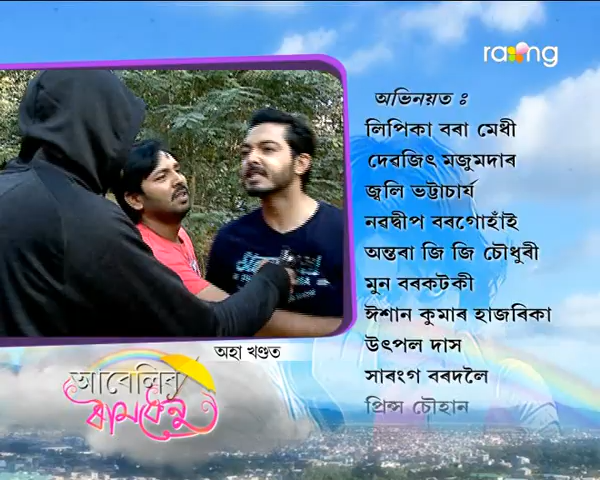 rang
অভিনয়ত ঃ
লিপিকা বৰা মেধী
দেৱজিৎ মজুমদাৰ
জুলি ভট্টাচাৰ্য
নৱদ্বীপ বৰগোহাঁই
অন্তৰা জি জি চৌধুৰী
মুন বৰকটকী
ঈশান কুমাৰ হাজৰিকা
উৎপল দাস
সাৰংগ বৰদলৈ
প্ৰিন্স চৌহান
অহা খণ্ডত
আবেলিৰ
ৰামধেনু